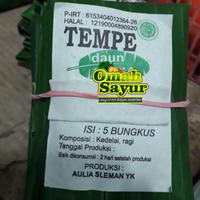 P-IRT : 6153404012364-26
HALAL : 12190004890920
TEMPE
daun
Omah
Sayur
ISI : 5 BUNGKUS
Komposisi : Kedelai, ragi
Tanggal Produksi :
Baik dikonsumsi : 2 hari setelah produksi
PRODUKSI :
AULIA SLEMAN YK